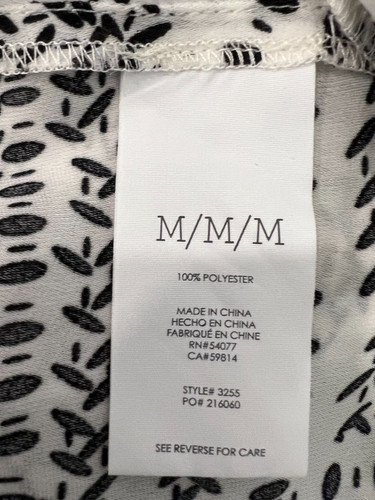 M/M/M
100% POLYESTER
MADE IN CHINA
HECHO EN CHINA
FABRIQUÉ EN CHINE
RN#54077
CA#59814
STYLE# 3255
PO# 216060
SEE REVERSE FOR CARE